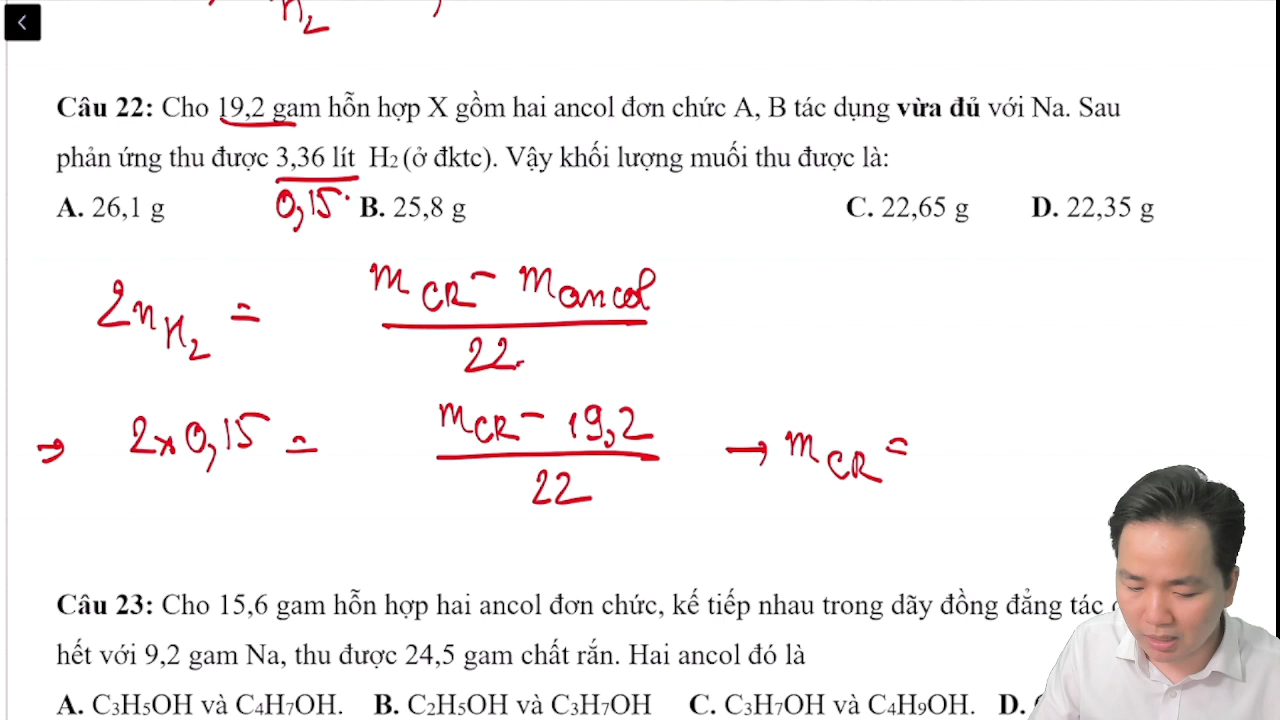 H2
Câu 22: Cho 19,2 gam hỗn hợp X gồm hai ancol đơn chức A, B tác dụng vừa đủ với Na. Sau
phản ứng thu được 3,36 lít H2 (ở đktc). Vậy khối lượng muối thu được là:
0,15
A. 26,1 g B. 25,8 g C. 22,65 g D. 22,35 g
2nH2 = mCR - mancol / 22
→ 2x0,15 = mCR - 19,2 / 22 → mCR =
Câu 23: Cho 15,6 gam hỗn hợp hai ancol đơn chức, kế tiếp nhau trong dãy đồng đẳng tác
hết với 9,2 gam Na, thu được 24,5 gam chất rắn. Hai ancol đó là
A. C3H5OH và C4H7OH. B. C2H5OH và C3H7OH C. C3H7OH và C4H9OH. D.